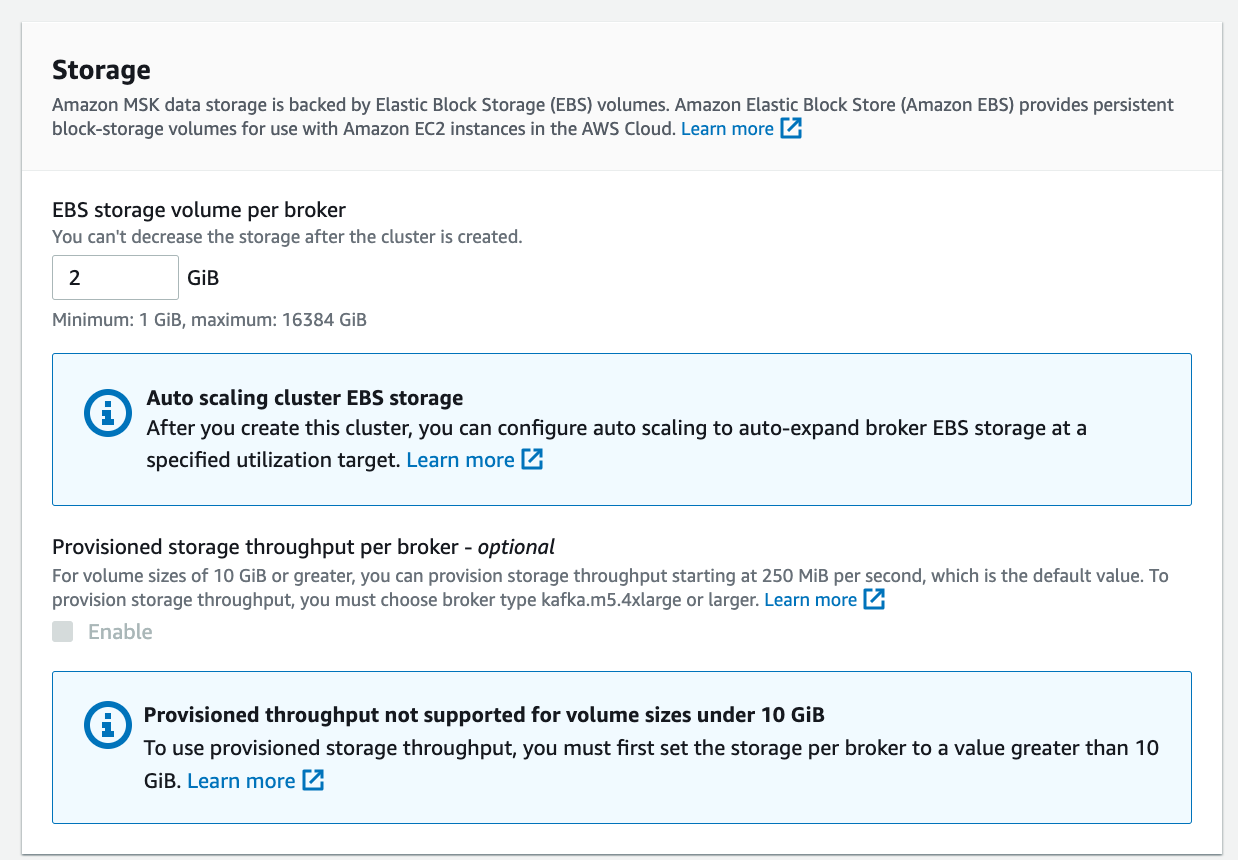 Storage
Amazon MSK data storage is backed by Elastic Block Storage (EBS) volumes. Amazon Elastic Block Store (Amazon EBS) provides persistent
block-storage volumes for use with Amazon EC2 instances in the AWS Cloud. Learn more
EBS storage volume per broker
You can't decrease the storage after the cluster is created.
2 GiB
Minimum: 1 GiB, maximum: 16384 GiB
Auto scaling cluster EBS storage
After you create this cluster, you can configure auto scaling to auto-expand broker EBS storage at a
specified utilization target. Learn more
Provisioned storage throughput per broker - optional
For volume sizes of 10 GiB or greater, you can provision storage throughput starting at 250 MiB per second, which is the default value. To
provision storage throughput, you must choose broker type kafka.m5.4xlarge or larger. Learn more
Enable
Provisioned throughput not supported for volume sizes under 10 GiB
To use provisioned storage throughput, you must first set the storage per broker to a value greater than 10
GiB. Learn more